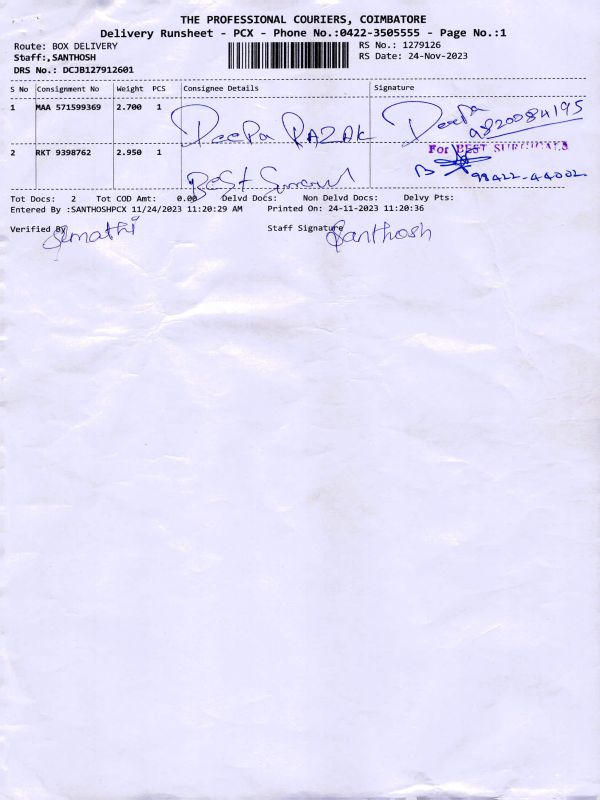 THE PROFESSIONAL COURIERS, COIMBATORE
Delivery Runsheet - PCX - Phone No.:0422-3505555 - Page No.:1
Route: BOX DELIVERY RS No.: 1279126
Staff:,SANTHOSH RS Date: 24-Nov-2023
DRS No.: DCJB127912601
S No Consignment No Weight PCS Consignee Details Signature
1 MAA 571599369 2.700 1 Deepa RAZAK Deepa
9820084195
2 RKT 9398762 2.950 1 For BEST SURGICALS
98422-44002
Best Surgical
Tot Docs: 2 Tot COD Amt: 0.00 Delvd Docs: Non Delvd Docs: Delvy Pts:
Entered By :SANTHOSHPCX 11/24/2023 11:20:29 AM Printed On: 24-11-2023 11:20:36
Verified By Staff Signature
Sumathi Santhosh